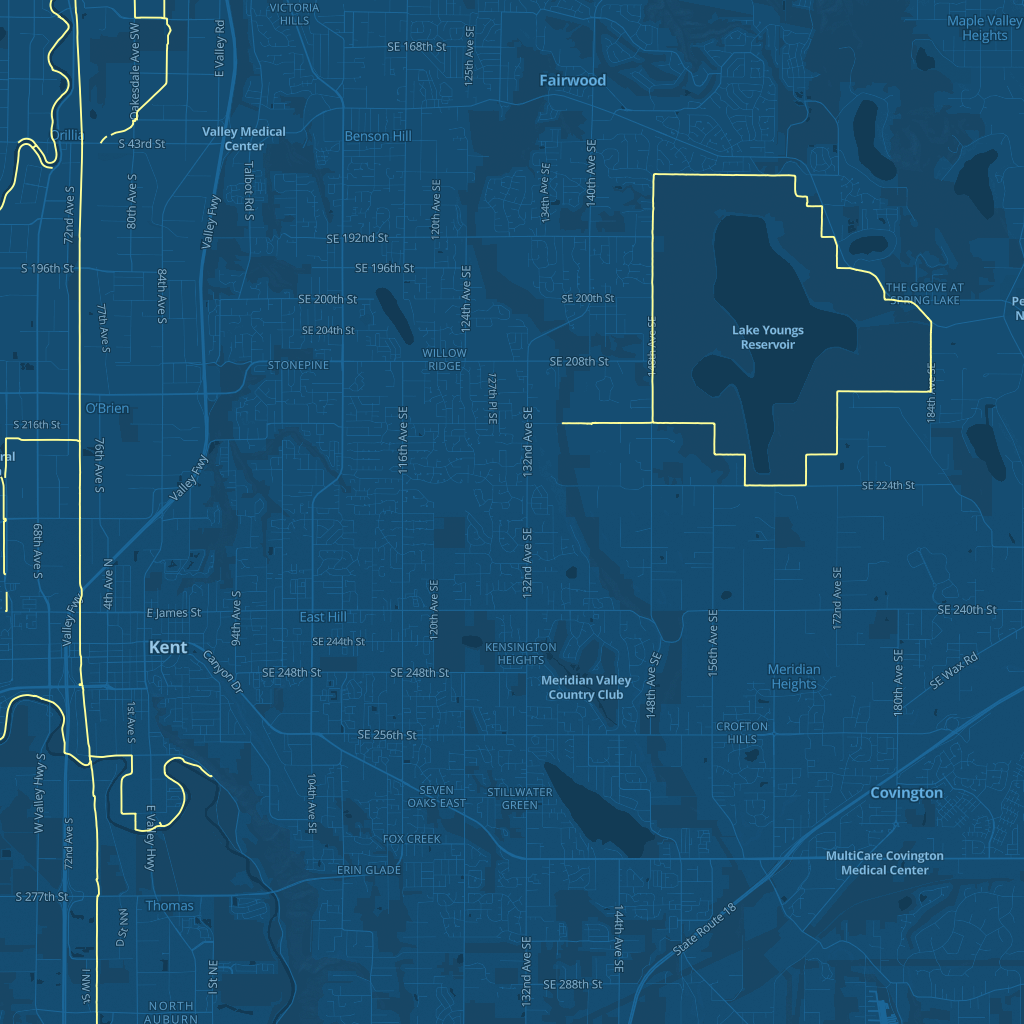 VICTORIA
HILLS
Maple Valley
Heights
Oakesdale Ave SW
E Valley Rd
SE 168th St
125th Ave SE
Fairwood
Orillia
S 43rd St
Valley Medical
Center
Benson Hill
72nd Ave S
80th Ave S
Talbot Rd S
Valley Fwy
120th Ave SE
134th Ave SE
140th Ave SE
SE 192nd St
S 196th St
SE 196th St
84th Ave S
124th Ave SE
SE 200th St
SE 200th St
THE GROVE AT
SPRING LAKE
77th Ave S
SE 204th St
148th Ave SE
Lake Youngs
Reservoir
STONEPINE
WILLOW
RIDGE
SE 208th St
127th Pl SE
184th Ave SE
O'Brien
S 216th St
76th Ave S
116th Ave SE
132nd Ave SE
Valley Fwy
SE 224th St
68th Ave S
4th Ave N
132nd Ave SE
Valley Fwy
94th Ave S
120th Ave SE
172nd Ave SE
E James St
East Hill
SE 240th St
156th Ave SE
Kent
SE 244th St
KENSINGTON
HEIGHTS
Canyon Dr
SE 248th St
SE 248th St
Meridian Valley
Country Club
148th Ave SE
Meridian
Heights
180th Ave SE
SE Wax Rd
1st Ave S
SE 256th St
CROFTON
HILLS
W Valley Hwy S
E Valley Hwy
104th Ave SE
SEVEN
OAKS EAST
STILLWATER
GREEN
Covington
72nd Ave S
FOX CREEK
ERIN GLADE
MultiCare Covington
Medical Center
S 277th St
Thomas
D St NW
144th Ave SE
State Route 18
I NW St
I St NE
132nd Ave SE
SE 288th St
NORTH
AUBURN